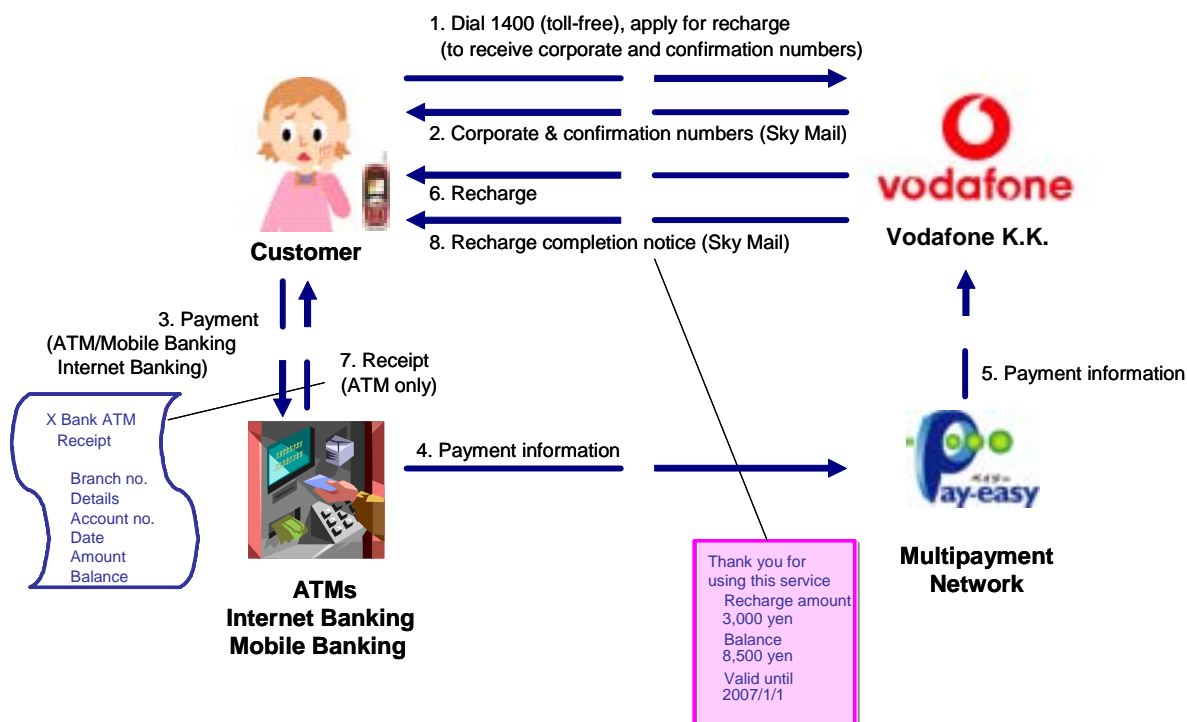 1. Dial 1400 (toll-free), apply for recharge
(to receive corporate and confirmation numbers)
2. Corporate & confirmation numbers (Sky Mail)
6. Recharge
8. Recharge completion notice (Sky Mail)
Customer
vodafone
Vodafone K.K.
3. Payment
(ATM/Mobile Banking
Internet Banking)
7. Receipt
(ATM only)
5. Payment information
X Bank ATM
Receipt
Branch no.
Details
Account no.
Date
Amount
Balance
4. Payment information
ペイジー
Pay-easy
ATMs
Internet Banking
Mobile Banking
Multipayment
Network
Thank you for
using this service
Recharge amount
3,000 yen
Balance
8,500 yen
Valid until
2007/1/1